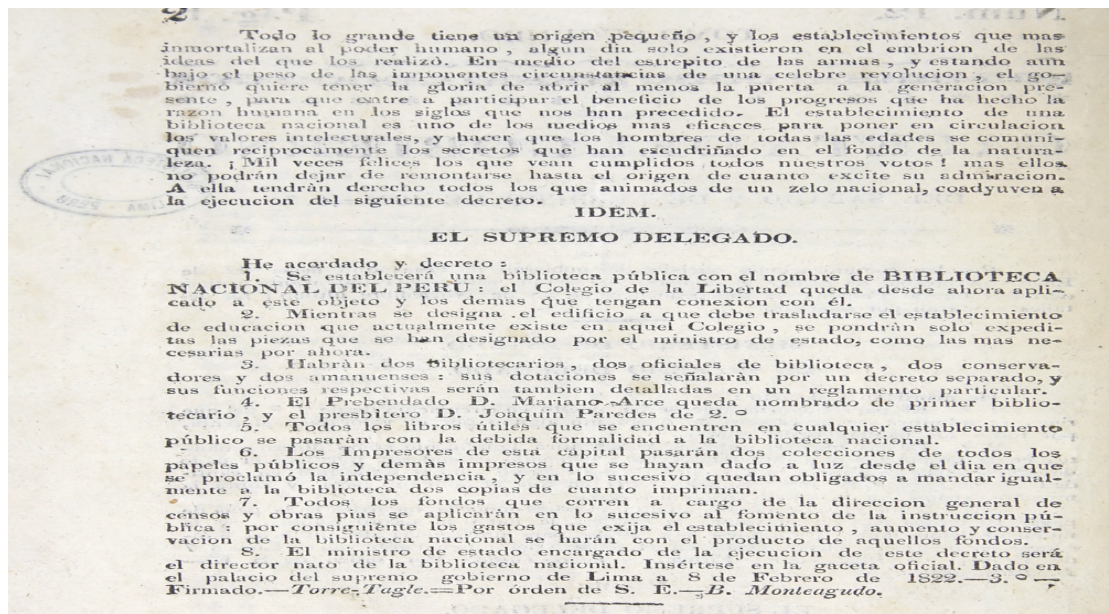 2
Todo lo grande tiene un origen pequeño, y los establecimientos que mas
inmortalizan al poder humano, algun dia solo existieron en el embrion de las
ideas del que los realizò. En medio del estrepito de las armas, y estando aun
bajo el peso de las imponentes circunstancias de una celebre revolucion, el go-
bierno quiere tener la gloria de abrir al menos la puerta a la generacion pre-
sente, para que entre a participar el beneficio de los progresos que ha hecho la
razon humana en los siglos que nos han precedido. El establecimiento de una
biblioteca nacional es uno de los medios mas eficaces para poner en circulacion
los valores intelectuales, y hacer que los hombres de todas las edades se comuni-
quen reciprocamente los secretos que han escudriñado en el fondo de la natura-
leza. ¡Mil veces felices los que vean cumplidos todos nuestros votos! mas ellos
no podrán dejar de remontarse hasta el origen de cuanto excite su admiracion.
A ella tendràn derecho todos los que animados de un zelo nacional, coadyuven a
la ejecucion del siguiente decreto.
IDEM.
EL SUPREMO DELEGADO.
He acordado y decreto:
1. Se establecerá una biblioteca pública con el nombre de BIBLIOTECA
NACIONAL DEL PERU: el Colegio de la Libertad queda desde ahora apli-
cado a este objeto y los demas que tengan conexion con él.
2. Mientras se designa el edificio a que debe trasladarse el establecimiento
de educacion que actualmente existe en aquel Colegio, se pondràn solo expedi-
tas las piezas que se han designado por el ministro de estado, como las mas ne-
cesarias por ahora.
3. Habràn dos bibliotecarios, dos oficiales de biblioteca, dos conserva-
dores y dos amanuenses: sus dotaciones se señalaràn por un decreto separado, y
sus funciones respectivas serán tambien detalladas en un reglamento particular.
4. El Prebendado D. Mariano Arce queda nombrado de primer biblio-
tecario, y el presbìtero D. Joaquin Paredes de 2.º
5. Todos los libros útiles que se encuentren en cualquier establecimiento
público se pasaràn con la debida formalidad a la biblioteca nacional.
6. Los Impresores de esta capital pasarán dos colecciones de todos los
papeles públicos y demàs impresos que se hayan dado a luz desde el dia en que
se proclamó la independencia, y en lo sucesivo quedan obligados a mandar igual-
mente a la biblioteca dos copias de cuanto impriman.
7. Todos los fondos que corren a cargo de la direccion general de
censos y obras pias se aplicarán en lo sucesivo al fomento de la instruccion pú-
blica: por consiguiente los gastos que exija el establecimiento, aumento y conser-
vacion de la biblioteca nacional se harán con el producto de aquellos fondos.
8. El ministro de estado encargado de la ejecucion de este decreto será
el director nato de la biblioteca nacional. Insértese en la gaceta oficial. Dado en
el palacio del supremo gobierno de Lima a 8 de Febrero de 1822.—3.º—
Firmado.—Torre-Tagle.=Por órden de S. E.—B. Monteagudo.